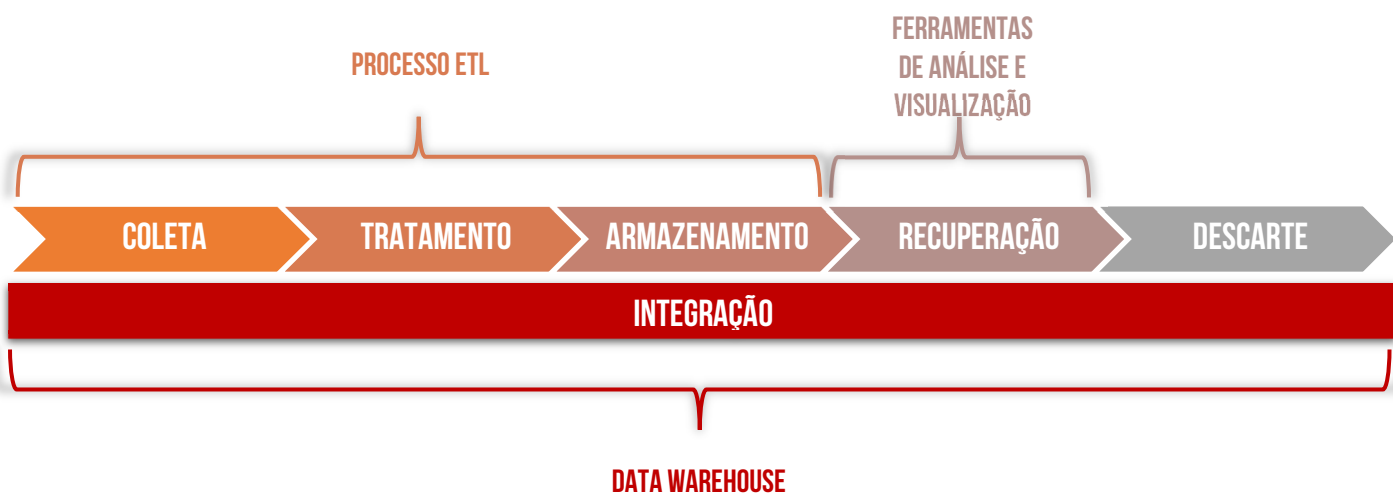 PROCESSO ETL
FERRAMENTAS
DE ANÁLISE E
VISUALIZAÇÃO
COLETA
TRATAMENTO
ARMAZENAMENTO
RECUPERAÇÃO
DESCARTE
INTEGRAÇÃO
DATA WAREHOUSE